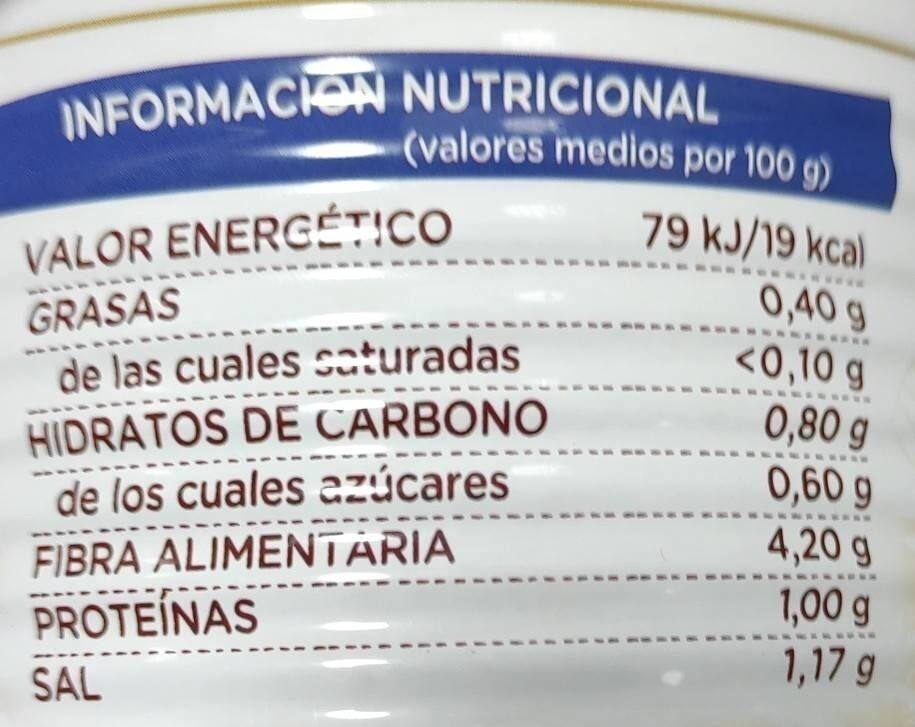 INFORMACIÓN NUTRICIONAL
(valores medios por 100 g)
VALOR ENERGÉTICO 79 kJ/19 kcal
GRASAS 0,40 g
de las cuales saturadas <0,10 g
HIDRATOS DE CARBONO 0,80 g
de los cuales azúcares 0,60 g
FIBRA ALIMENTARIA 4,20 g
PROTEÍNAS 1,00 g
SAL 1,17 g